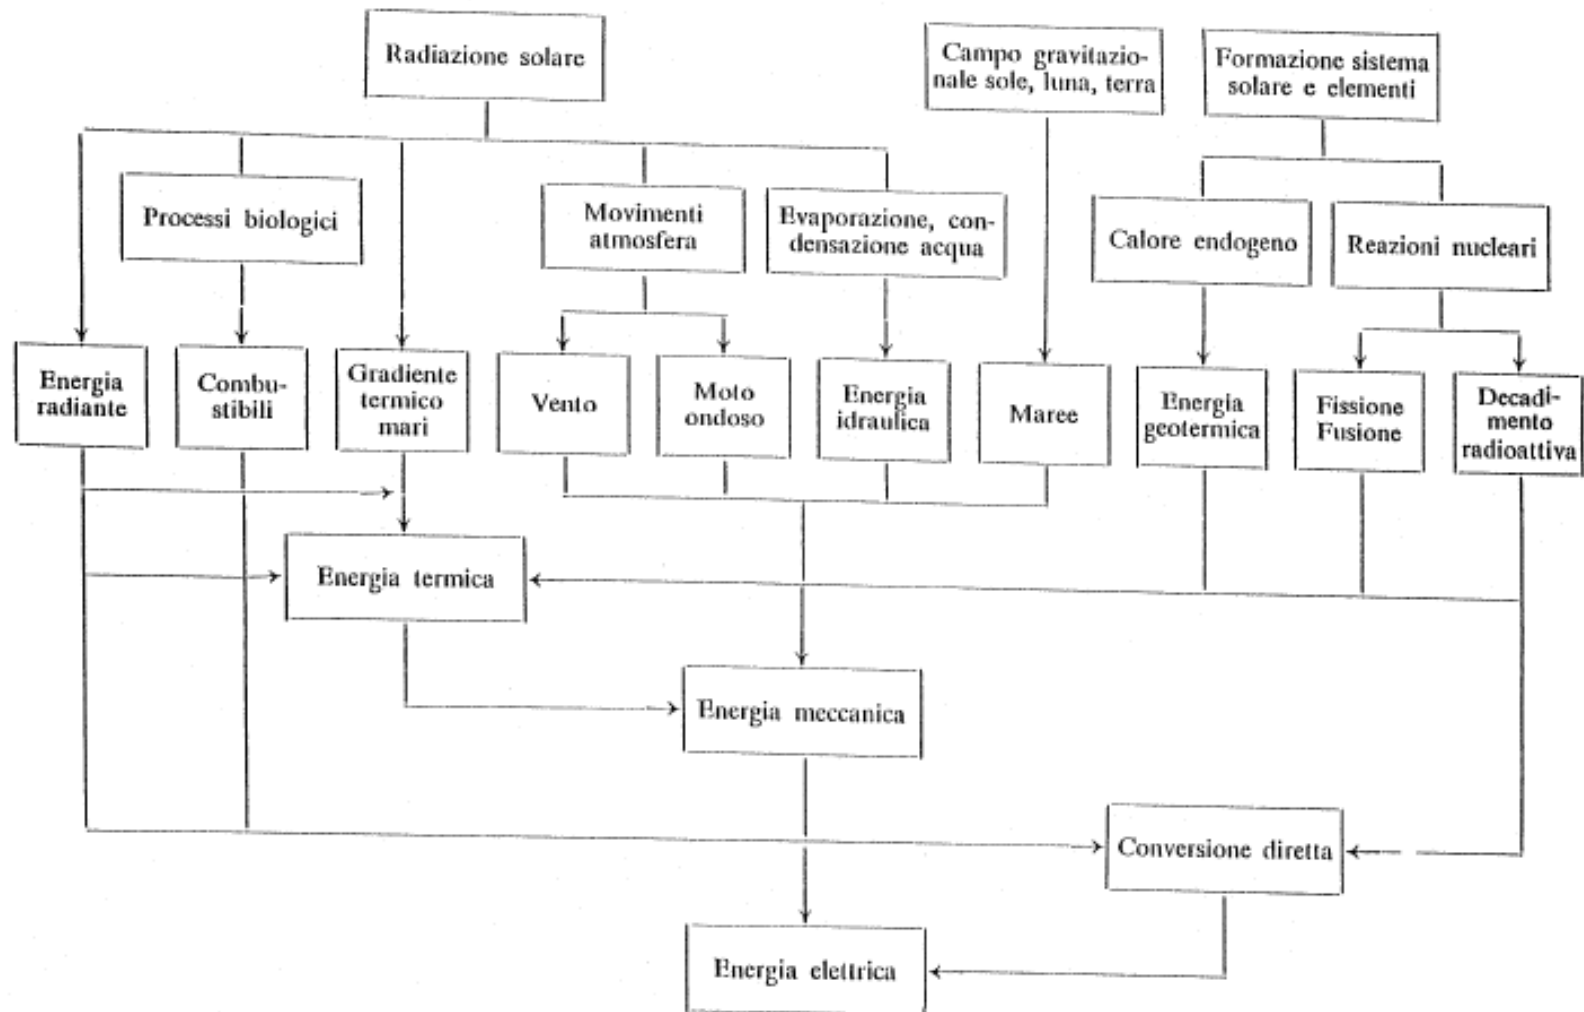 Radiazione solare
Campo gravitazio-
nale sole, luna, terra
Formazione sistema
solare e elementi
Processi biologici
Movimenti
atmosfera
Evaporazione, con-
densazione acqua
Calore endogeno
Reazioni nucleari
Energia
radiante
Combu-
stibili
Gradiente
termico
mari
Vento
Moto
ondoso
Energia
idraulica
Maree
Energia
geotermica
Fissione
Fusione
Decadi-
mento
radioattiva
Energia termica
Energia meccanica
Conversione diretta
Energia elettrica